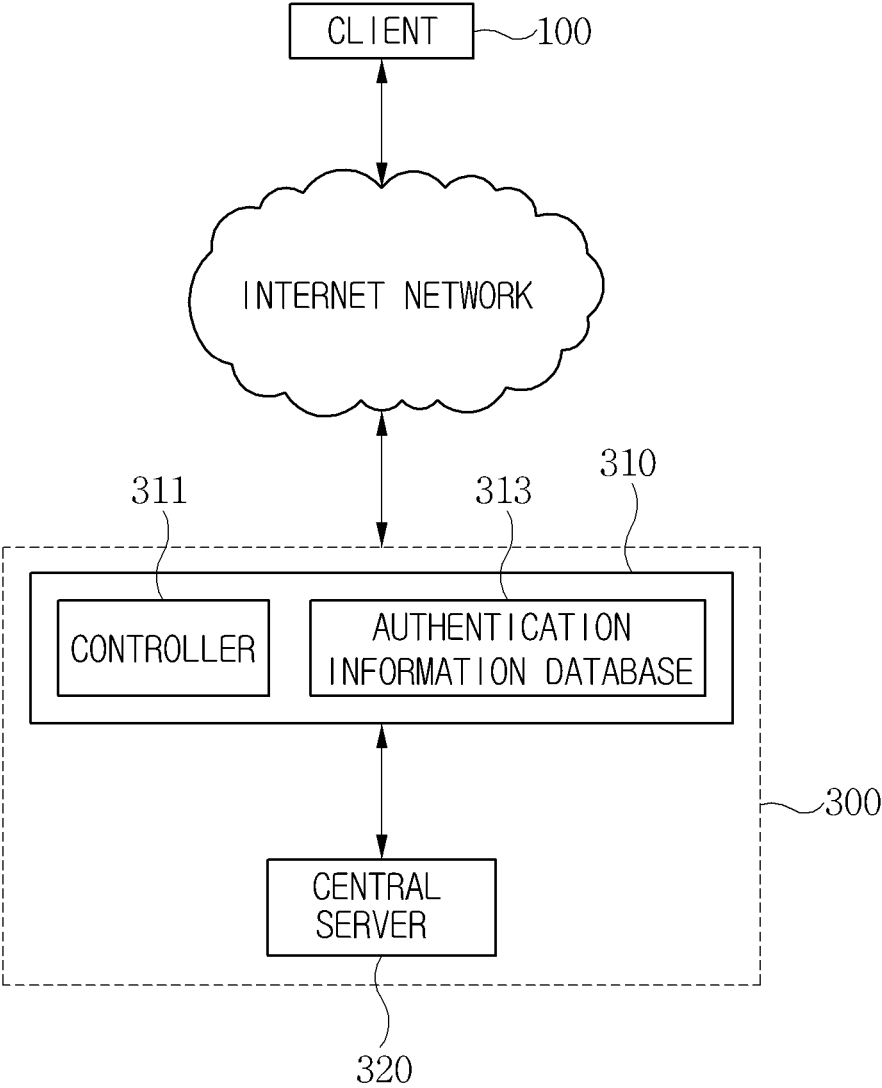 CLIENT
100
INTERNET NETWORK
310
311
313
CONTROLLER
AUTHENTICATION
INFORMATION DATABASE
300
CENTRAL
SERVER
320